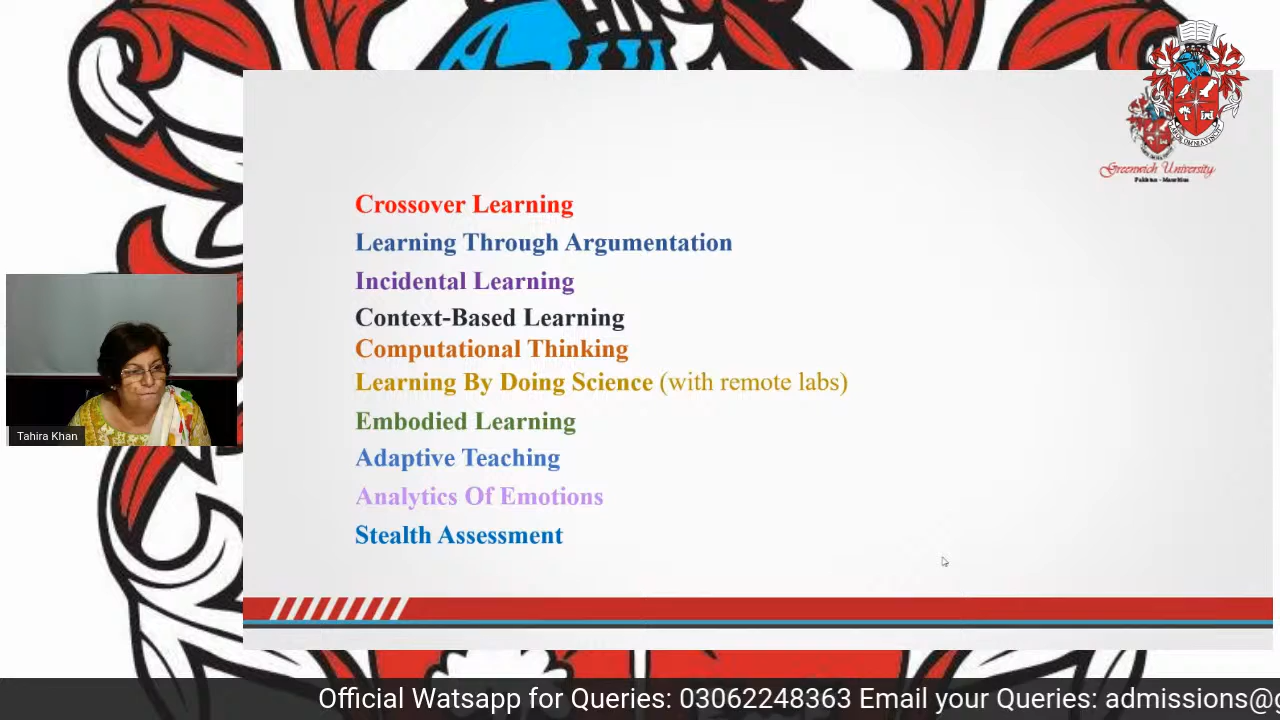 Greenwich University
Pakistan - Mauritius
Crossover Learning
Learning Through Argumentation
Incidental Learning
Context-Based Learning
Computational Thinking
Learning By Doing Science (with remote labs)
Embodied Learning
Adaptive Teaching
Analytics Of Emotions
Stealth Assessment
Tahira Khan
Official Watsapp for Queries: 03062248363 Email your Queries: admissions@g